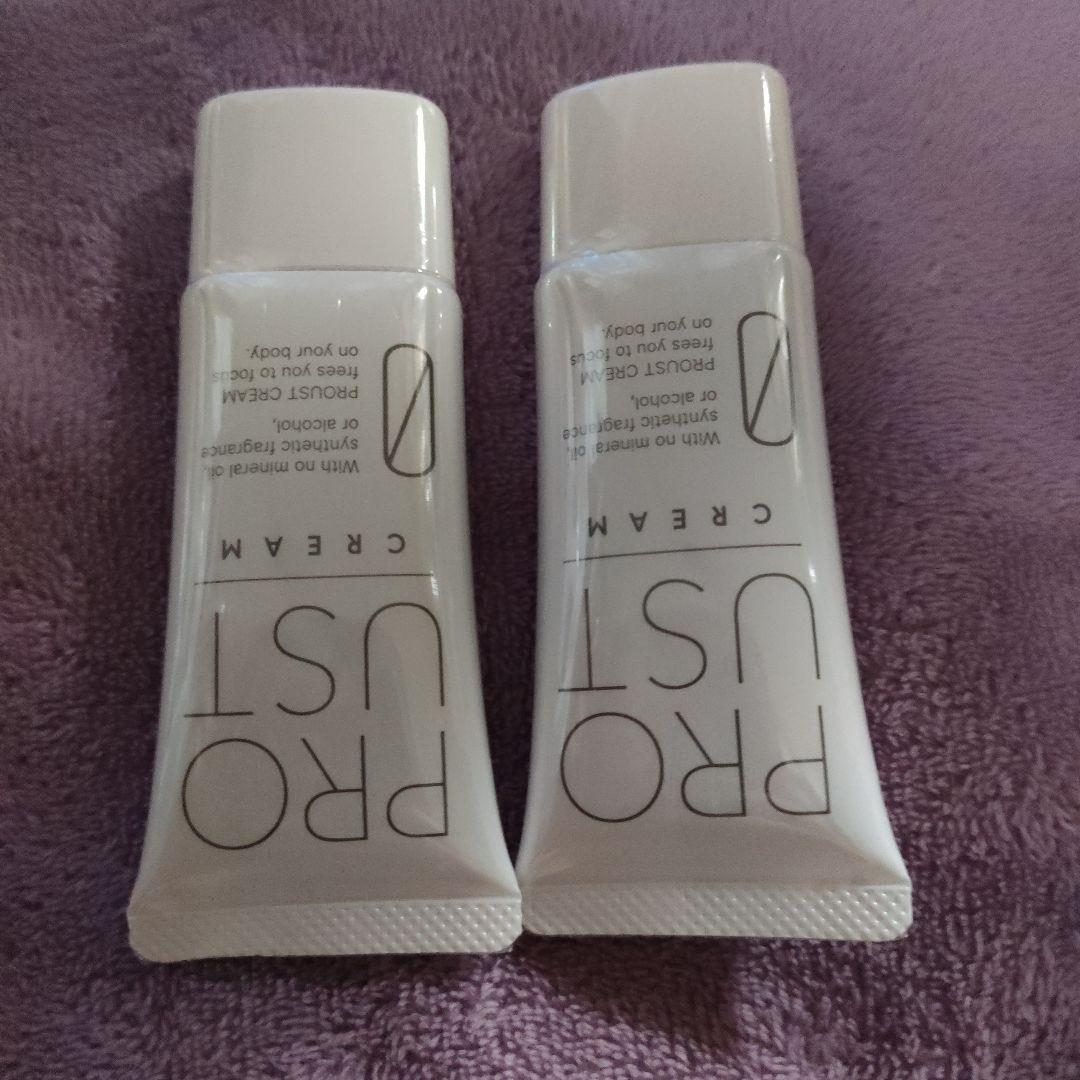 PRO
UST
CREAM
With no mineral oil,
synthetic fragrance
or alcohol,
PROUST CREAM
frees you to focus
on your body.
0
PRO
UST
CREAM
With no mineral oil,
synthetic fragrance
or alcohol,
PROUST CREAM
frees you to focus
on your body.
0